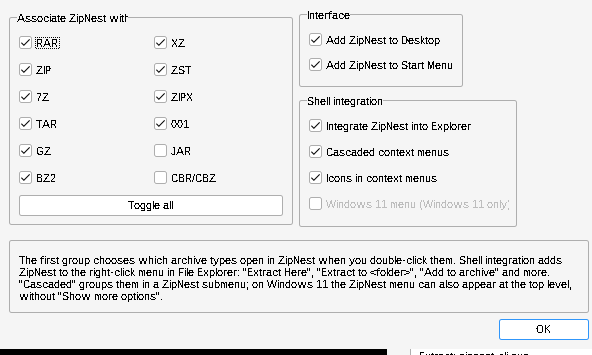 Associate ZipNest with
RAR
ZIP
7Z
TAR
GZ
BZ2
XZ
ZST
ZIPX
001
JAR
CBR/CBZ
Toggle all
Interface
Add ZipNest to Desktop
Add ZipNest to Start Menu
Shell integration
Integrate ZipNest into Explorer
Cascaded context menus
Icons in context menus
Windows 11 menu (Windows 11 only)
The first group chooses which archive types open in ZipNest when you double-click them. Shell integration adds
ZipNest to the right-click menu in File Explorer: "Extract Here", "Extract to <folder>", "Add to archive" and more.
"Cascaded" groups them in a ZipNest submenu; on Windows 11 the ZipNest menu can also appear at the top level,
without "Show more options".
OK